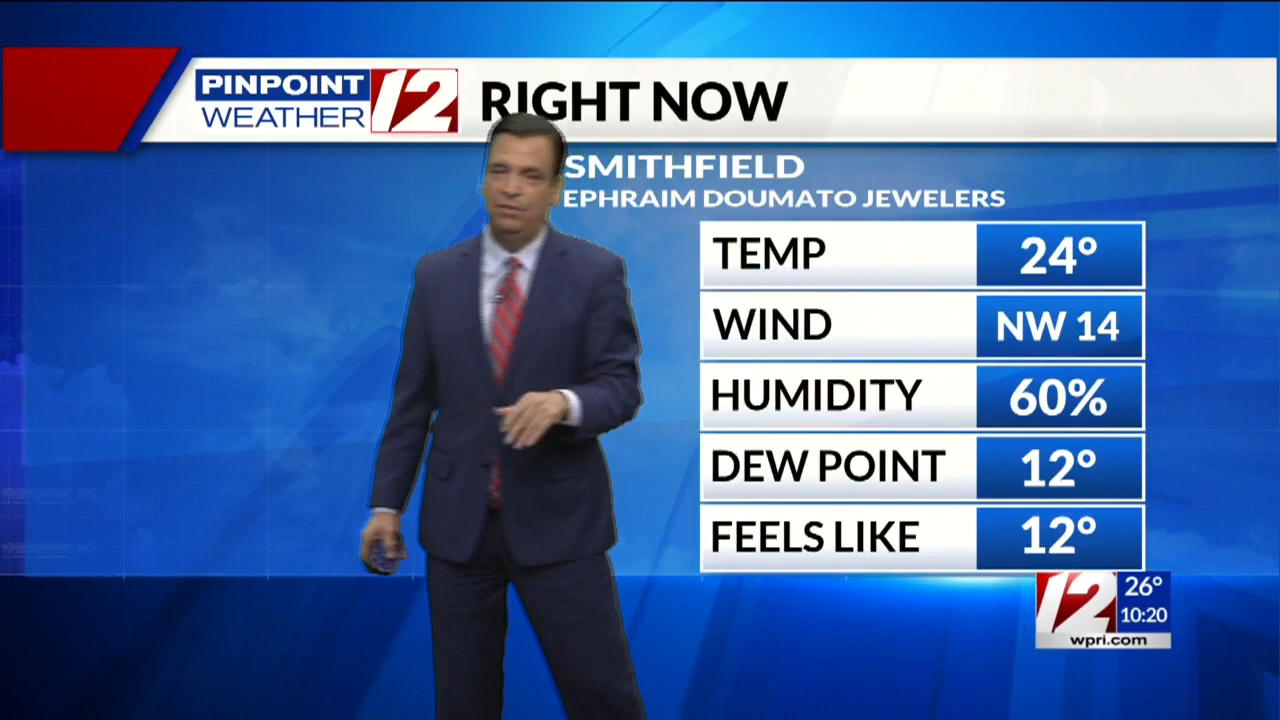 PINPOINT
WEATHER 12
RIGHT NOW
SMITHFIELD
EPHRAIM DOUMATO JEWELERS
TEMP 24°
WIND NW 14
HUMIDITY 60%
DEW POINT 12°
FEELS LIKE 12°
12 26°
10:20
wpri.com